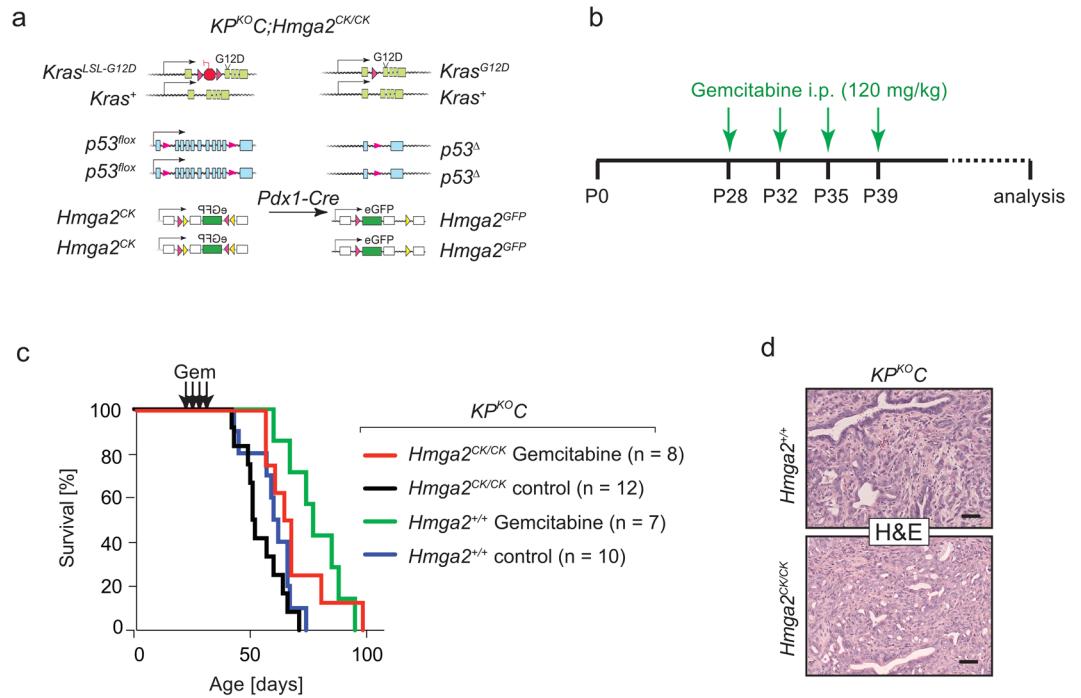 a
KP^KO C;Hmga2^CK/CK
G12D
G12D
Kras^LSL-G12D
Kras^G12D
Kras^+
Kras^+
p53^flox
p53^Δ
p53^flox
p53^Δ
Pdx1-Cre
eGFP
eGFP
Hmga2^CK
Hmga2^GFP
eGFP
eGFP
Hmga2^CK
Hmga2^GFP
b
Gemcitabine i.p. (120 mg/kg)
P0
P28
P32
P35
P39
analysis
c
Gem
100
80
60
40
20
0
Survival [%]
0
50
100
Age [days]
KP^KO C
Hmga2^CK/CK Gemcitabine (n = 8)
Hmga2^CK/CK control (n = 12)
Hmga2^+/+ Gemcitabine (n = 7)
Hmga2^+/+ control (n = 10)
d
KP^KO C
Hmga2^+/+
H&E
Hmga2^CK/CK